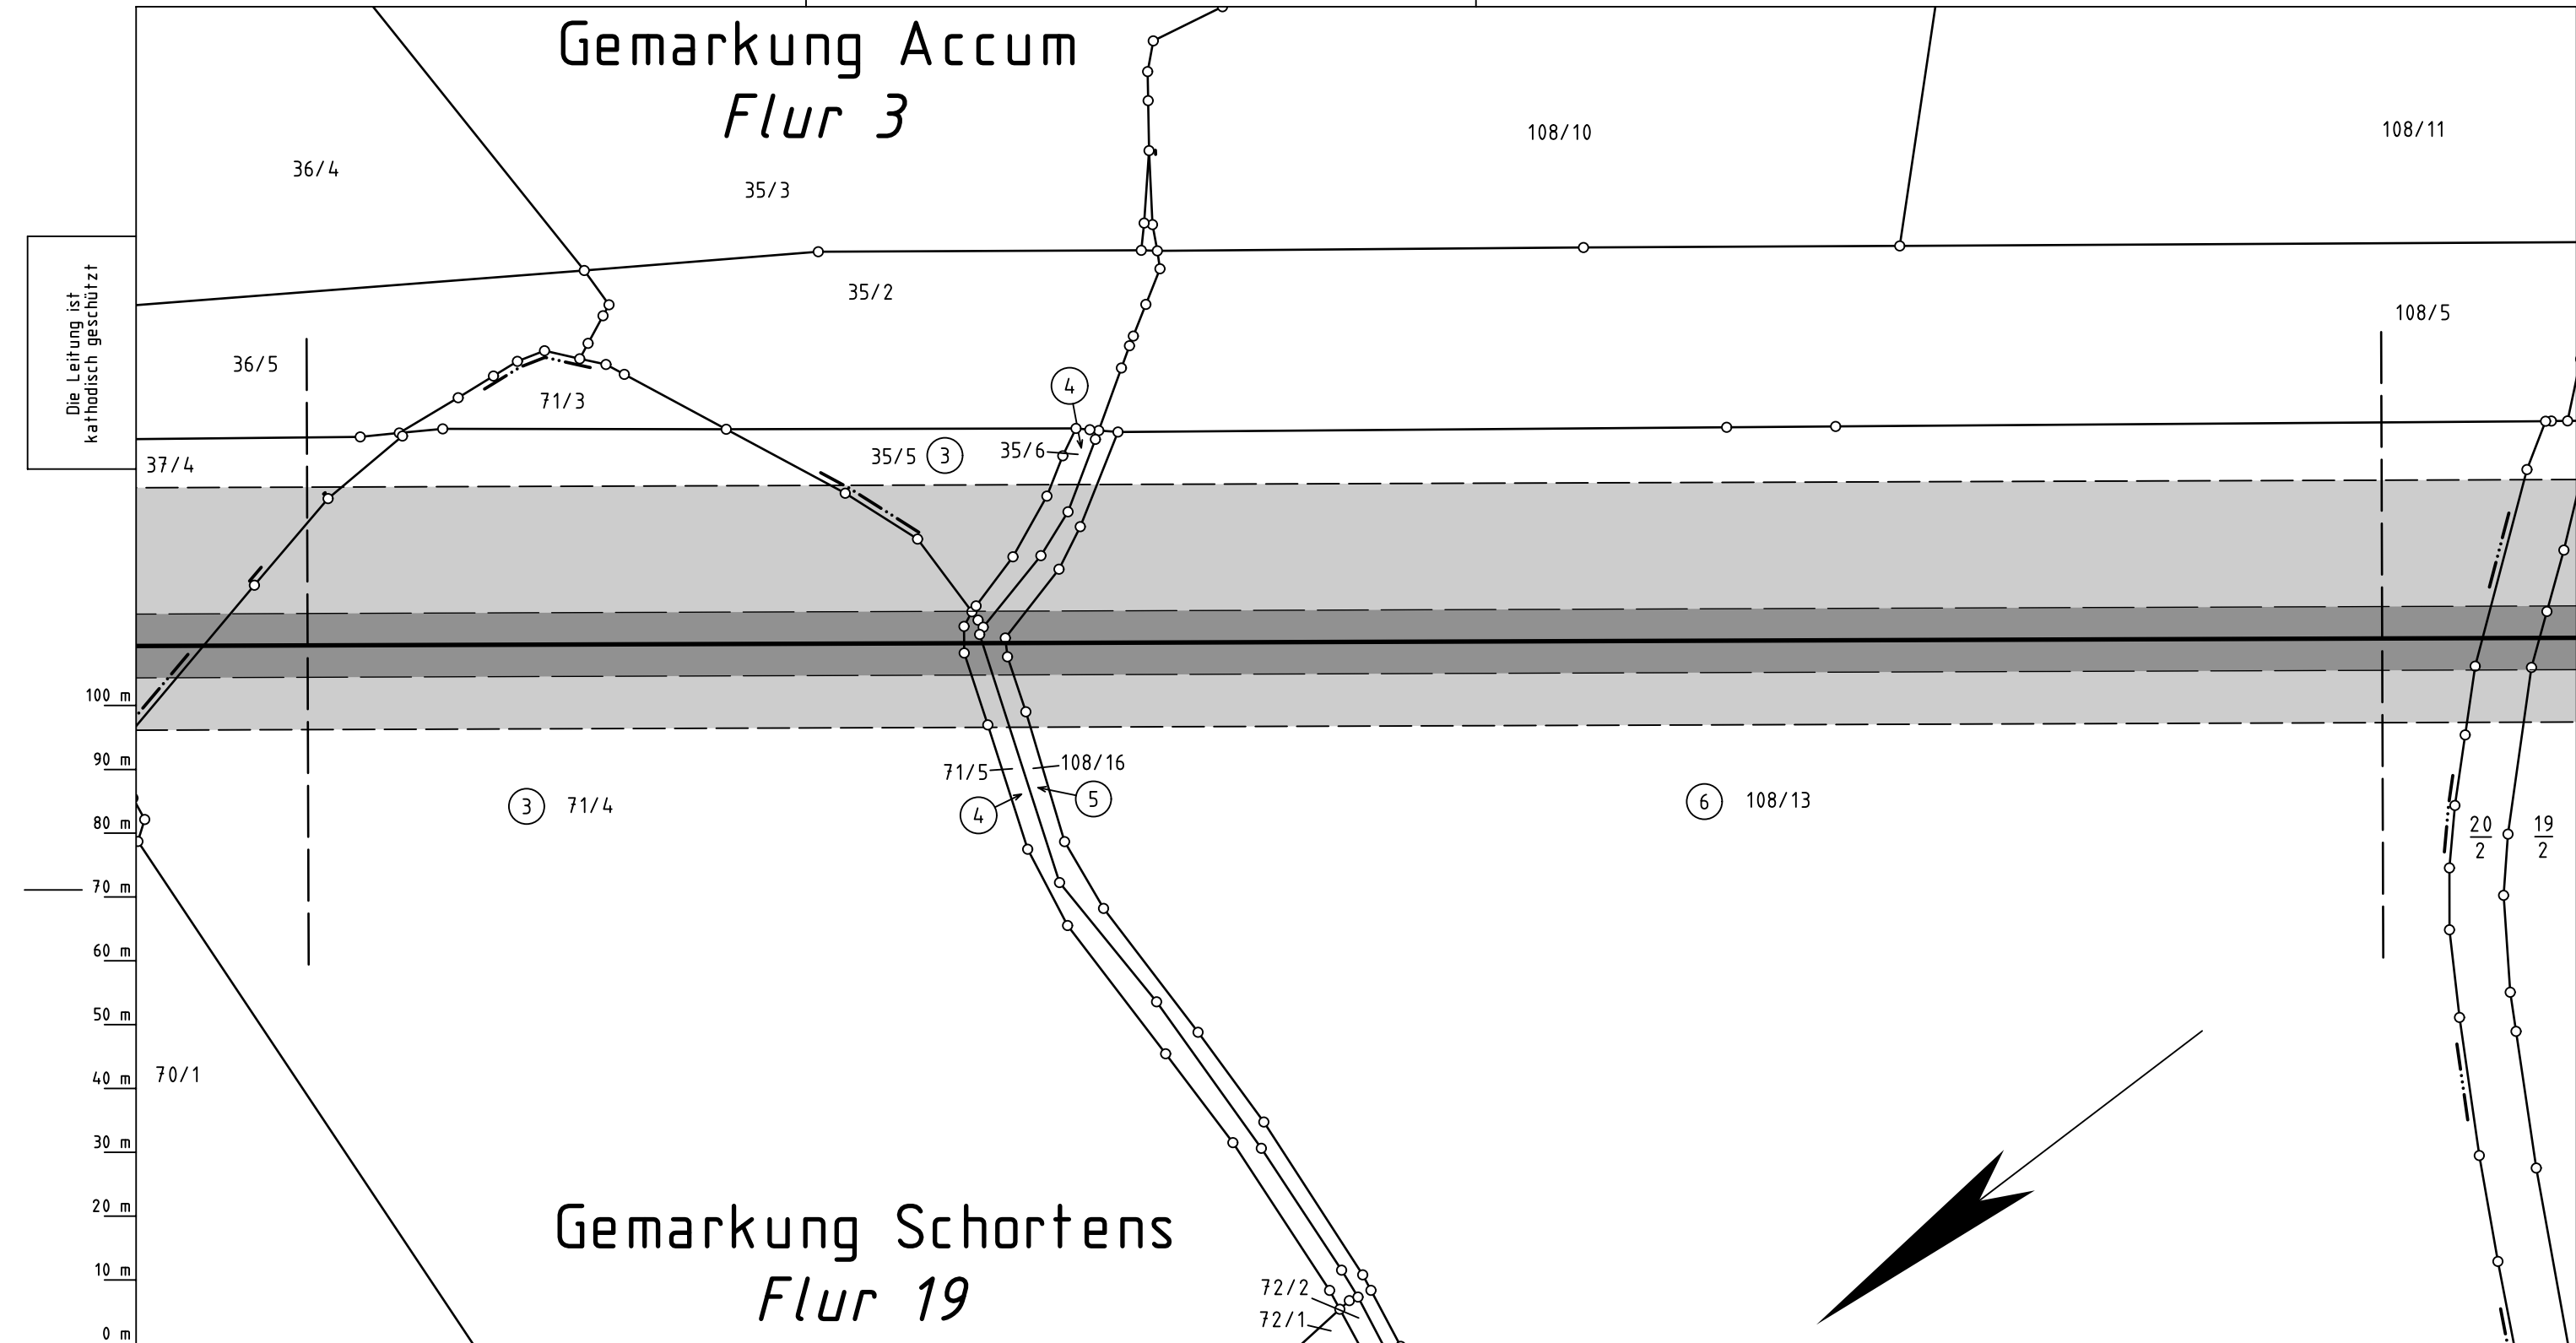 Gemarkung Accum
Flur 3
108/10
108/11
36/4
35/3
35/2
108/5
Die Leitung ist
kathodisch geschützt
36/5
4
71/3
37/4
35/5
3
35/6
100 m
90 m
71/5
108/16
3
71/4
4
5
6
108/13
80 m
20
2
19
2
70 m
60 m
50 m
40 m
70/1
30 m
20 m
Gemarkung Schortens
Flur 19
10 m
72/2
72/1
0 m